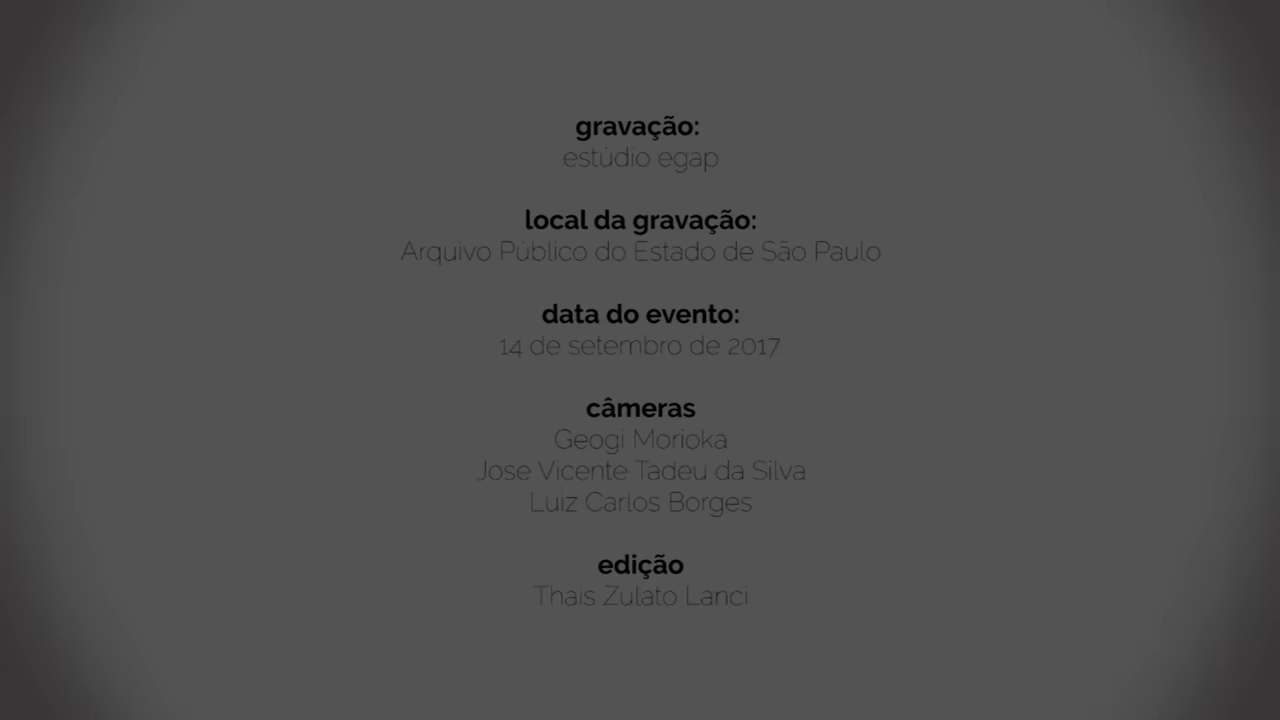 gravação:
estúdio egap
local da gravação:
Arquivo Público do Estado de São Paulo
data do evento:
14 de setembro de 2017
câmeras
Geogi Morioka
Jose Vicente Tadeu da Silva
Luiz Carlos Borges
edição
Thais Zulato Lanci